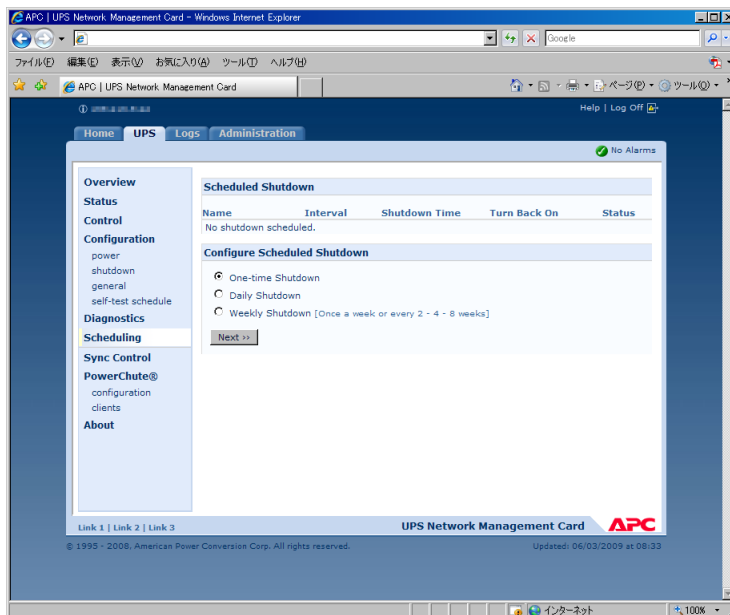 APC | UPS Network Management Card - Windows Internet Explorer
Google
ファイル(F) 編集(E) 表示(V) お気に入り(A) ツール(T) ヘルプ(H)
APC | UPS Network Management Card
ページ(P) ツール(O)
Help | Log Off
Home UPS Logs Administration
No Alarms
Overview
Status
Control
Configuration
power
shutdown
general
self-test schedule
Diagnostics
Scheduling
Sync Control
PowerChute®
configuration
clients
About
Scheduled Shutdown
Name Interval Shutdown Time Turn Back On Status
No shutdown scheduled.
Configure Scheduled Shutdown
One-time Shutdown
Daily Shutdown
Weekly Shutdown [Once a week or every 2 - 4 - 8 weeks]
Next >>
Link 1 | Link 2 | Link 3
UPS Network Management Card
APC
© 1995 - 2008, American Power Conversion Corp. All rights reserved.
Updated: 06/03/2009 at 08:33
インターネット
100%